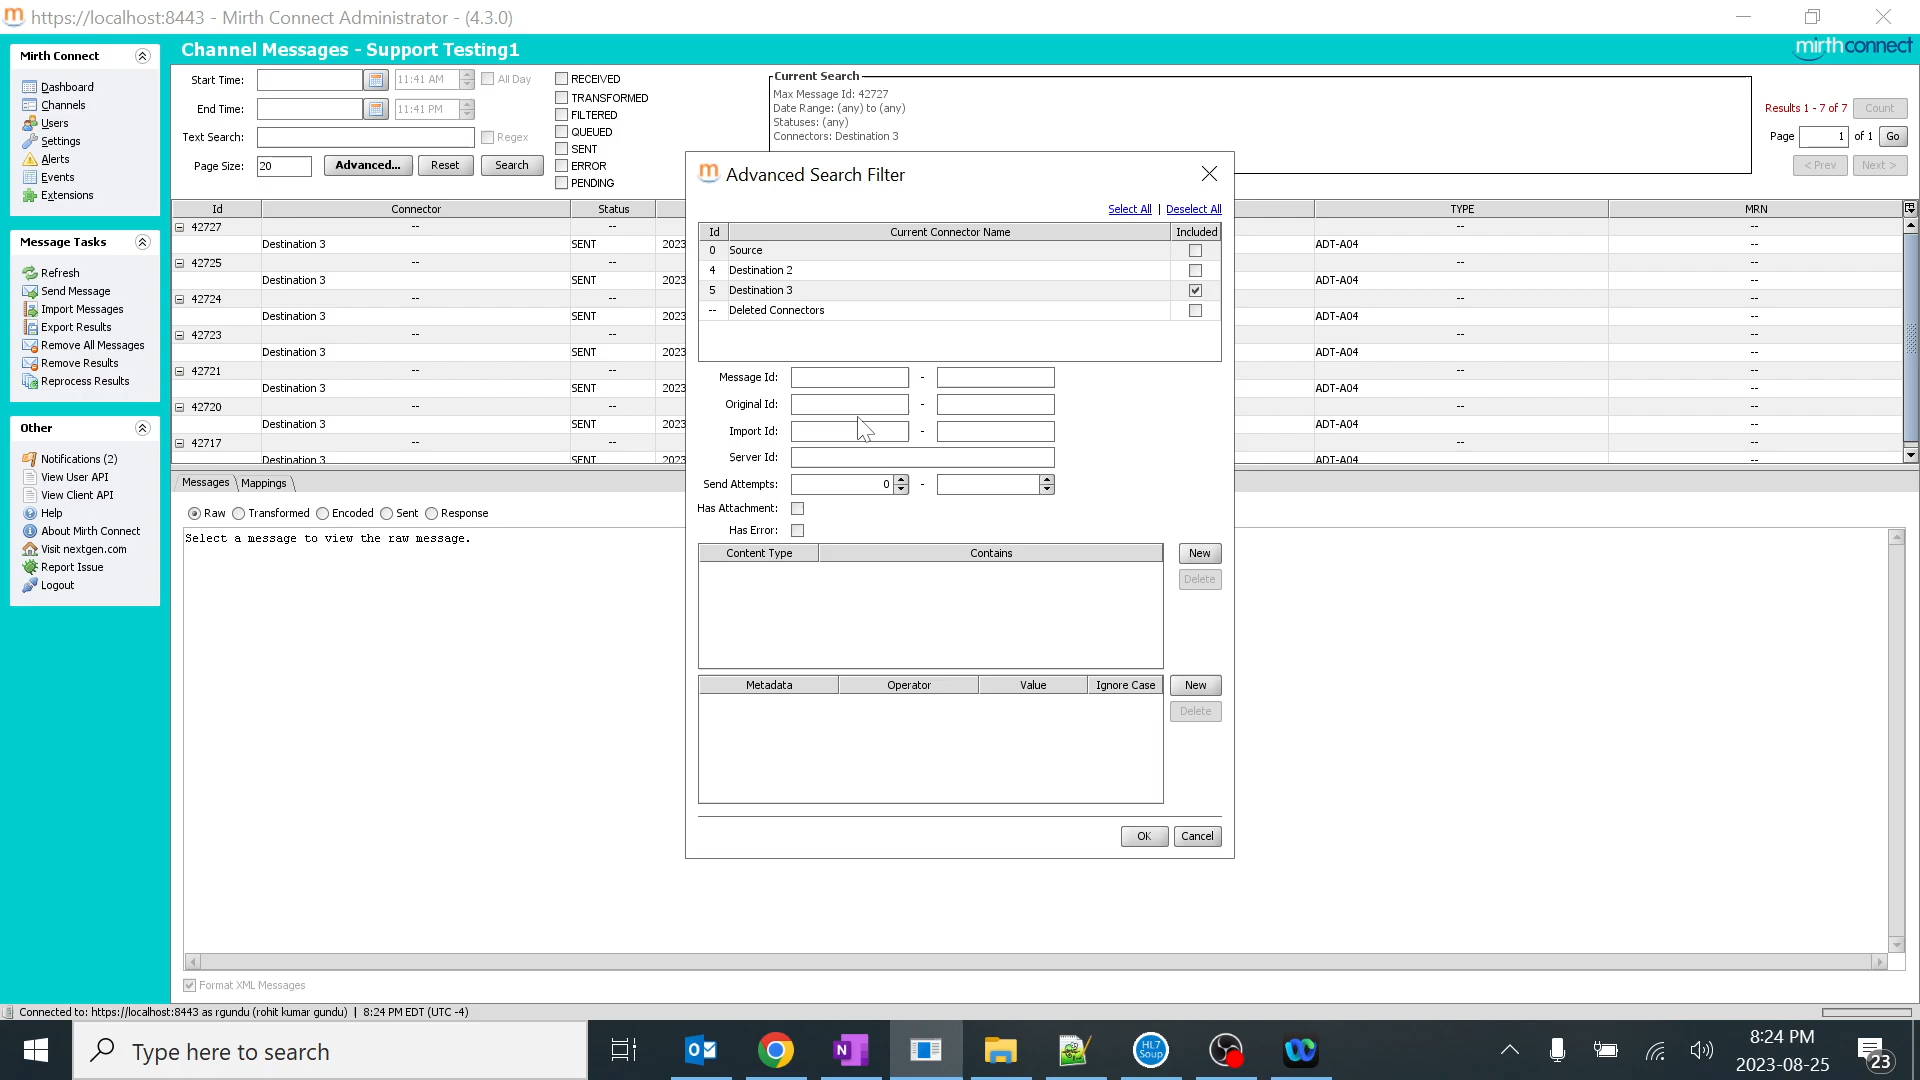 https://localhost:8443 - Mirth Connect Administrator - (4.3.0)
Mirth Connect
Dashboard
Channels
Users
Settings
Alerts
Events
Extensions
Message Tasks
Refresh
Send Message
Import Messages
Export Results
Remove All Messages
Remove Results
Reprocess Results
Other
Notifications (2)
View User API
View Client API
Help
About Mirth Connect
Visit nextgen.com
Report Issue
Logout
Channel Messages - Support Testing1
mirthconnect
Start Time: 11:41 AM All Day
End Time: 11:41 PM
Text Search: Regex
Page Size: 20 Advanced... Reset Search
RECEIVED
TRANSFORMED
FILTERED
QUEUED
SENT
ERROR
PENDING
Current Search
Max Message Id: 42727
Date Range: (any) to (any)
Statuses: (any)
Connectors: Destination 3
Results 1 - 7 of 7 Count
Page 1 of 1 Go
< Prev Next >
Id Connector Status TYPE MRN
42727 -- -- -- --
Destination 3 SENT 2023 ADT-A04 --
42725 -- -- -- --
Destination 3 SENT 2023 ADT-A04 --
42724 -- -- -- --
Destination 3 SENT 2023 ADT-A04 --
42723 -- -- -- --
Destination 3 SENT 2023 ADT-A04 --
42721 -- -- -- --
Destination 3 SENT 2023 ADT-A04 --
42720 -- -- -- --
Destination 3 SENT 2023 ADT-A04 --
42717 -- -- -- --
Destination 3 SENT 2023 ADT-A04 --
Advanced Search Filter
Select All | Deselect All
Id Current Connector Name Included
0 Source
4 Destination 2
5 Destination 3
-- Deleted Connectors
Message Id: -
Original Id: -
Import Id: -
Server Id:
Send Attempts: 0 -
Has Attachment:
Has Error:
Content Type Contains New
Delete
Metadata Operator Value Ignore Case New
Delete
OK Cancel
Messages Mappings
Raw Transformed Encoded Sent Response
Select a message to view the raw message.
Format XML Messages
Connected to: https://localhost:8443 as rgundu (rohit kumar gundu) | 8:24 PM EDT (UTC -4)
Type here to search
HL7
Soup
8:24 PM
2023-08-25
23